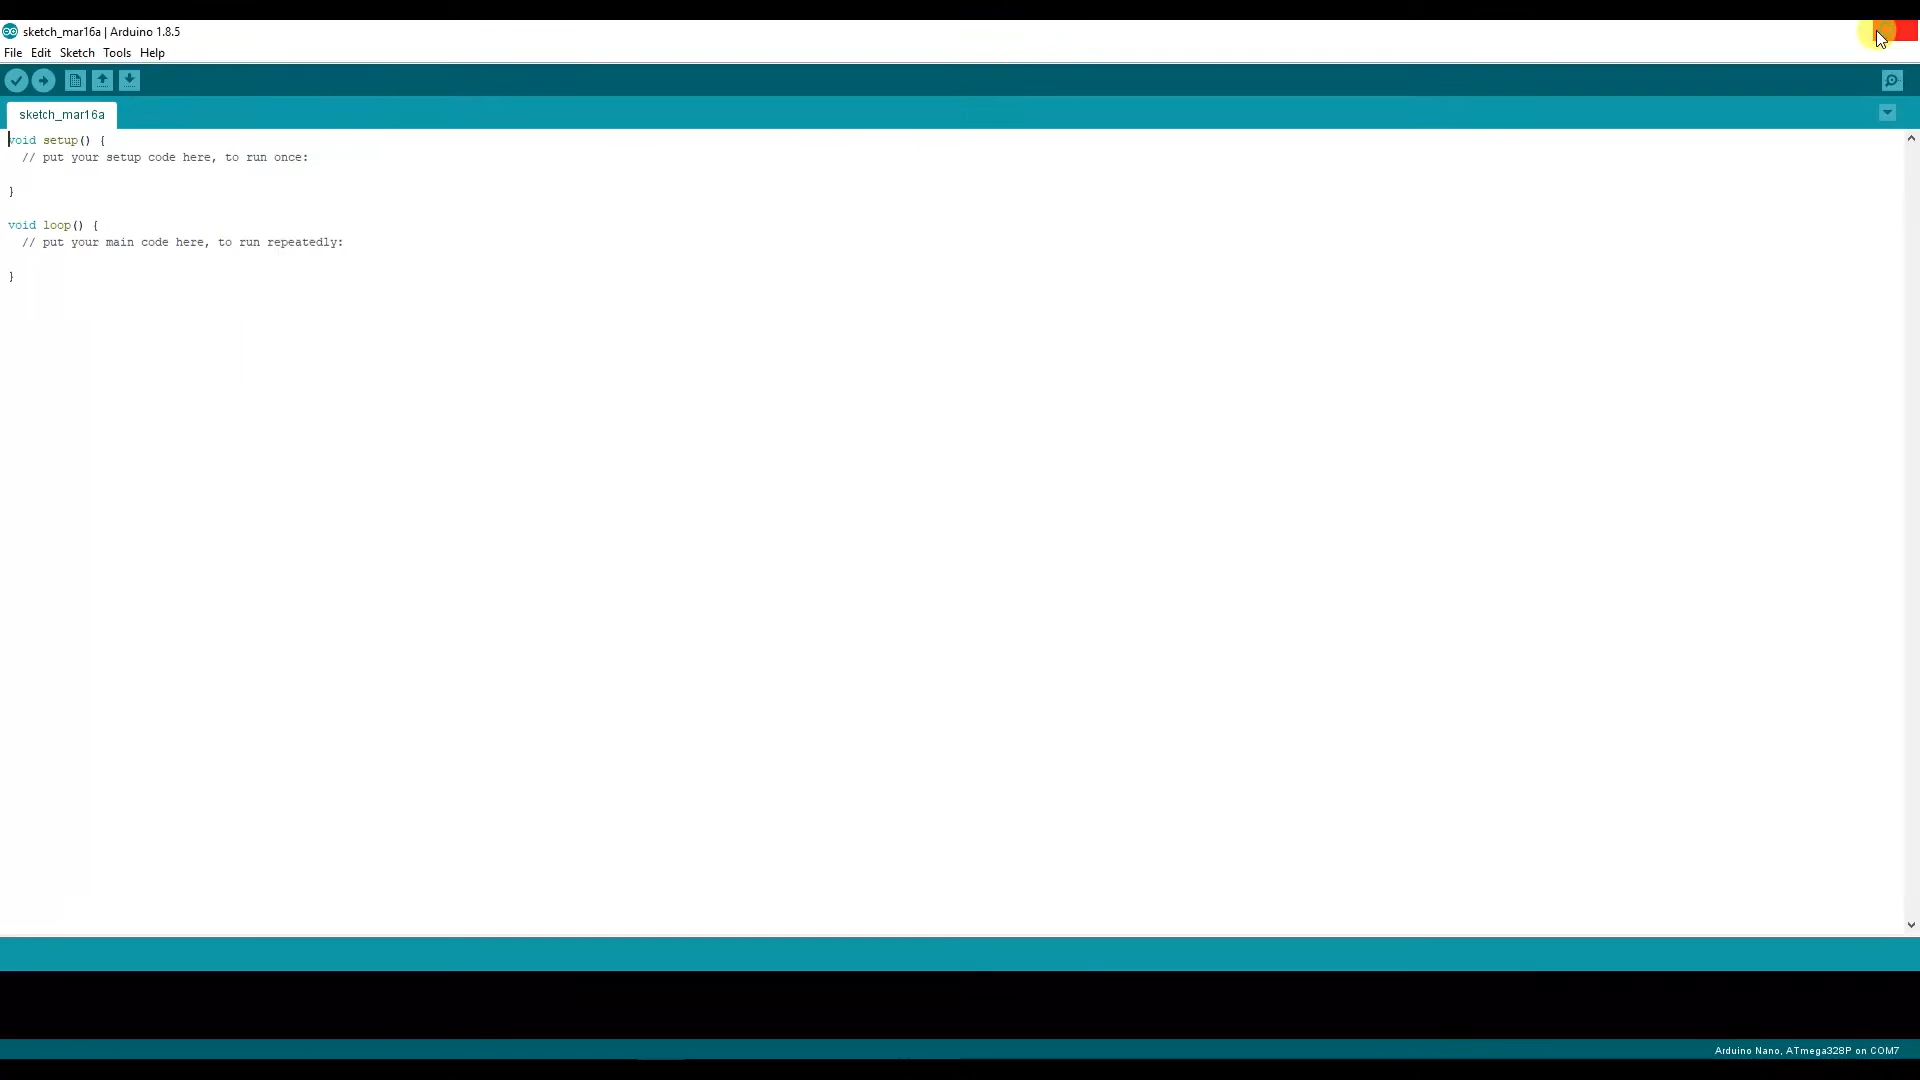 sketch_mar16a | Arduino 1.8.5
File Edit Sketch Tools Help
sketch_mar16a
void setup() {
  // put your setup code here, to run once:
}
void loop() {
  // put your main code here, to run repeatedly:
}
Arduino Nano, ATmega328P on COM7